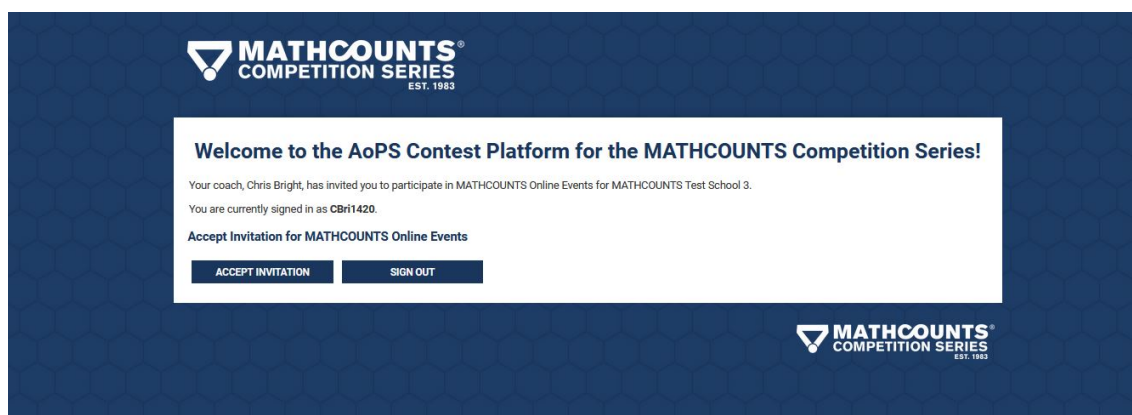 MATHCOUNTS®
COMPETITION SERIES
EST. 1983
Welcome to the AoPS Contest Platform for the MATHCOUNTS Competition Series!
Your coach, Chris Bright, has invited you to participate in MATHCOUNTS Online Events for MATHCOUNTS Test School 3.
You are currently signed in as CBri1420.
Accept Invitation for MATHCOUNTS Online Events
ACCEPT INVITATION SIGN OUT
MATHCOUNTS®
COMPETITION SERIES
EST. 1983